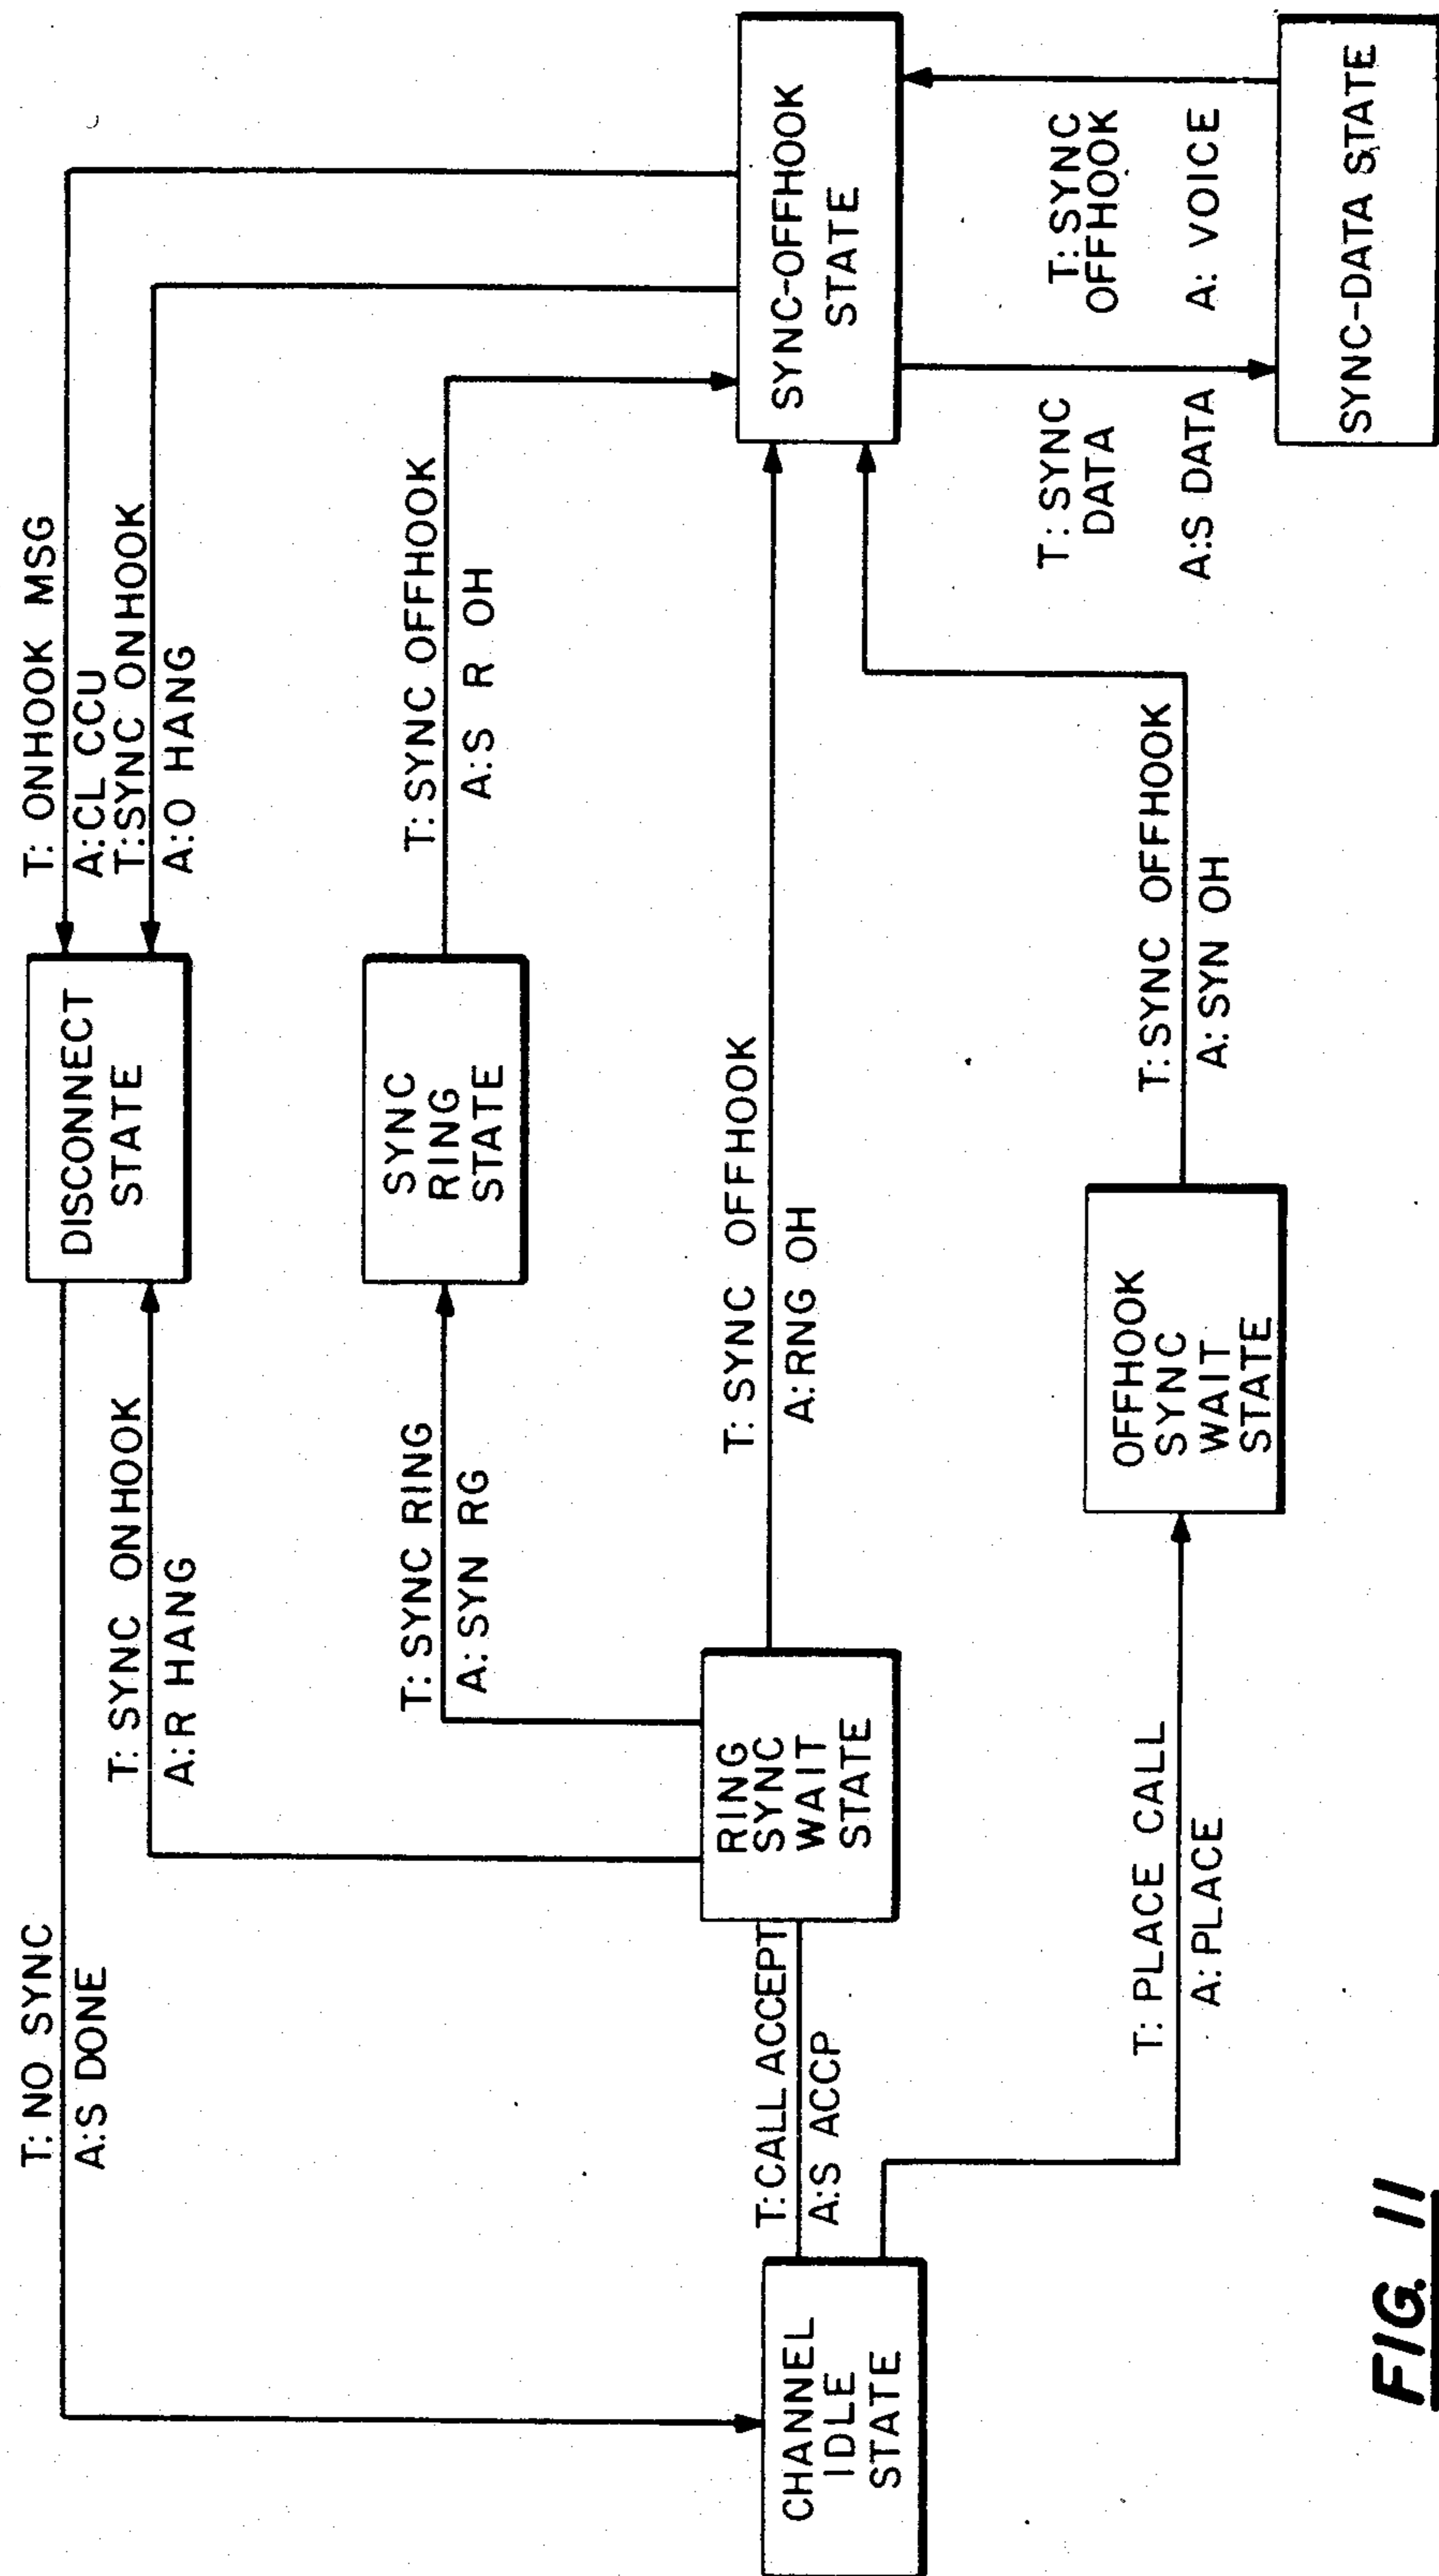 T: NO SYNC
A:S DONE
T: SYNC ONHOOK
A:R HANG
DISCONNECT
STATE
T: ONHOOK MSG
A:CL CCU
T:SYNC ONHOOK
A:O HANG
T: SYNC RING
A: SYN RG
SYNC
RING
STATE
T: SYNC OFFHOOK
A:S R OH
CHANNEL
IDLE
STATE
T:CALL ACCEPT
A:S ACCP
RING
SYNC
WAIT
STATE
T: SYNC OFFHOOK
A:RNG OH
SYNC-OFFHOOK
STATE
T: PLACE CALL
A: PLACE
OFFHOOK
SYNC
WAIT
STATE
T:SYNC OFFHOOK
A: SYN OH
T: SYNC
DATA
A:S DATA
T: SYNC
OFFHOOK
A: VOICE
SYNC-DATA STATE
FIG. 11